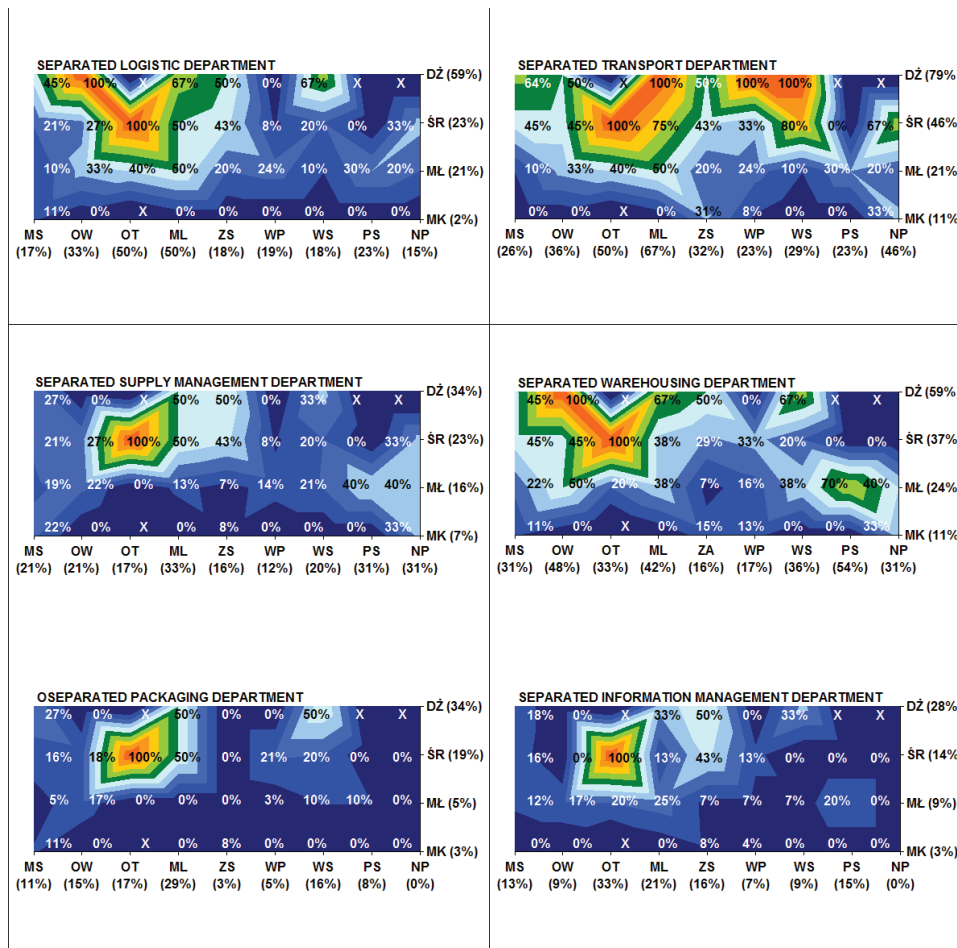 SEPARATED LOGISTIC DEPARTMENT
45% 100% X 67% 50% 0% 67% X X DŻ (59%)
21% 27% 100% 50% 43% 8% 20% 0% 33% ŚR (23%)
10% 33% 40% 50% 20% 24% 10% 30% 20% MŁ (21%)
11% 0% X 0% 0% 0% 0% 0% 0% MK (2%)
MS OW OT ML ZS WP WS PS NP
(17%) (33%) (50%) (50%) (18%) (19%) (18%) (23%) (15%)
SEPARATED TRANSPORT DEPARTMENT
64% 50% X 100% 50% 100% 100% X X DŻ (79%)
45% 45% 100% 75% 43% 33% 80% 0% 67% ŚR (46%)
10% 33% 40% 50% 20% 24% 10% 30% 20% MŁ (21%)
0% 0% X 0% 31% 8% 0% 0% 33% MK (11%)
MS OW OT ML ZS WP WS PS NP
(26%) (36%) (50%) (67%) (32%) (23%) (29%) (23%) (46%)
SEPARATED SUPPLY MANAGEMENT DEPARTMENT
27% 0% X 50% 50% 0% 33% X X DŻ (34%)
21% 27% 100% 50% 43% 8% 20% 0% 33% ŚR (23%)
19% 22% 0% 13% 7% 14% 21% 40% 40% MŁ (16%)
22% 0% X 0% 8% 0% 0% 0% 33% MK (7%)
MS OW OT ML ZS WP WS PS NP
(21%) (21%) (17%) (33%) (16%) (12%) (20%) (31%) (31%)
SEPARATED WAREHOUSING DEPARTMENT
45% 100% X 67% 50% 0% 67% X X DŻ (59%)
45% 45% 100% 38% 29% 33% 20% 0% 0% ŚR (37%)
22% 50% 20% 38% 7% 16% 38% 70% 40% MŁ (24%)
11% 0% X 0% 15% 13% 0% 0% 33% MK (11%)
MS OW OT ML ZA WP WS PS NP
(31%) (48%) (33%) (42%) (16%) (17%) (36%) (54%) (31%)
OSEPARATED PACKAGING DEPARTMENT
27% 0% X 50% 0% 0% 50% X X DŻ (34%)
16% 18% 100% 50% 0% 21% 20% 0% 0% ŚR (19%)
5% 17% 0% 0% 0% 3% 10% 10% 0% MŁ (5%)
11% 0% X 0% 8% 0% 0% 0% 0% MK (3%)
MS OW OT ML ZS WP WS PS NP
(11%) (15%) (17%) (29%) (3%) (5%) (16%) (8%) (0%)
SEPARATED INFORMATION MANAGEMENT DEPARTMENT
18% 0% X 33% 50% 0% 33% X X DŻ (28%)
16% 0% 100% 13% 43% 13% 0% 0% 0% ŚR (14%)
12% 17% 20% 25% 7% 7% 7% 20% 0% MŁ (9%)
0% 0% X 0% 8% 4% 0% 0% 0% MK (3%)
MS OW OT ML ZS WP WS PS NP
(13%) (9%) (33%) (21%) (16%) (7%) (9%) (15%) (0%)